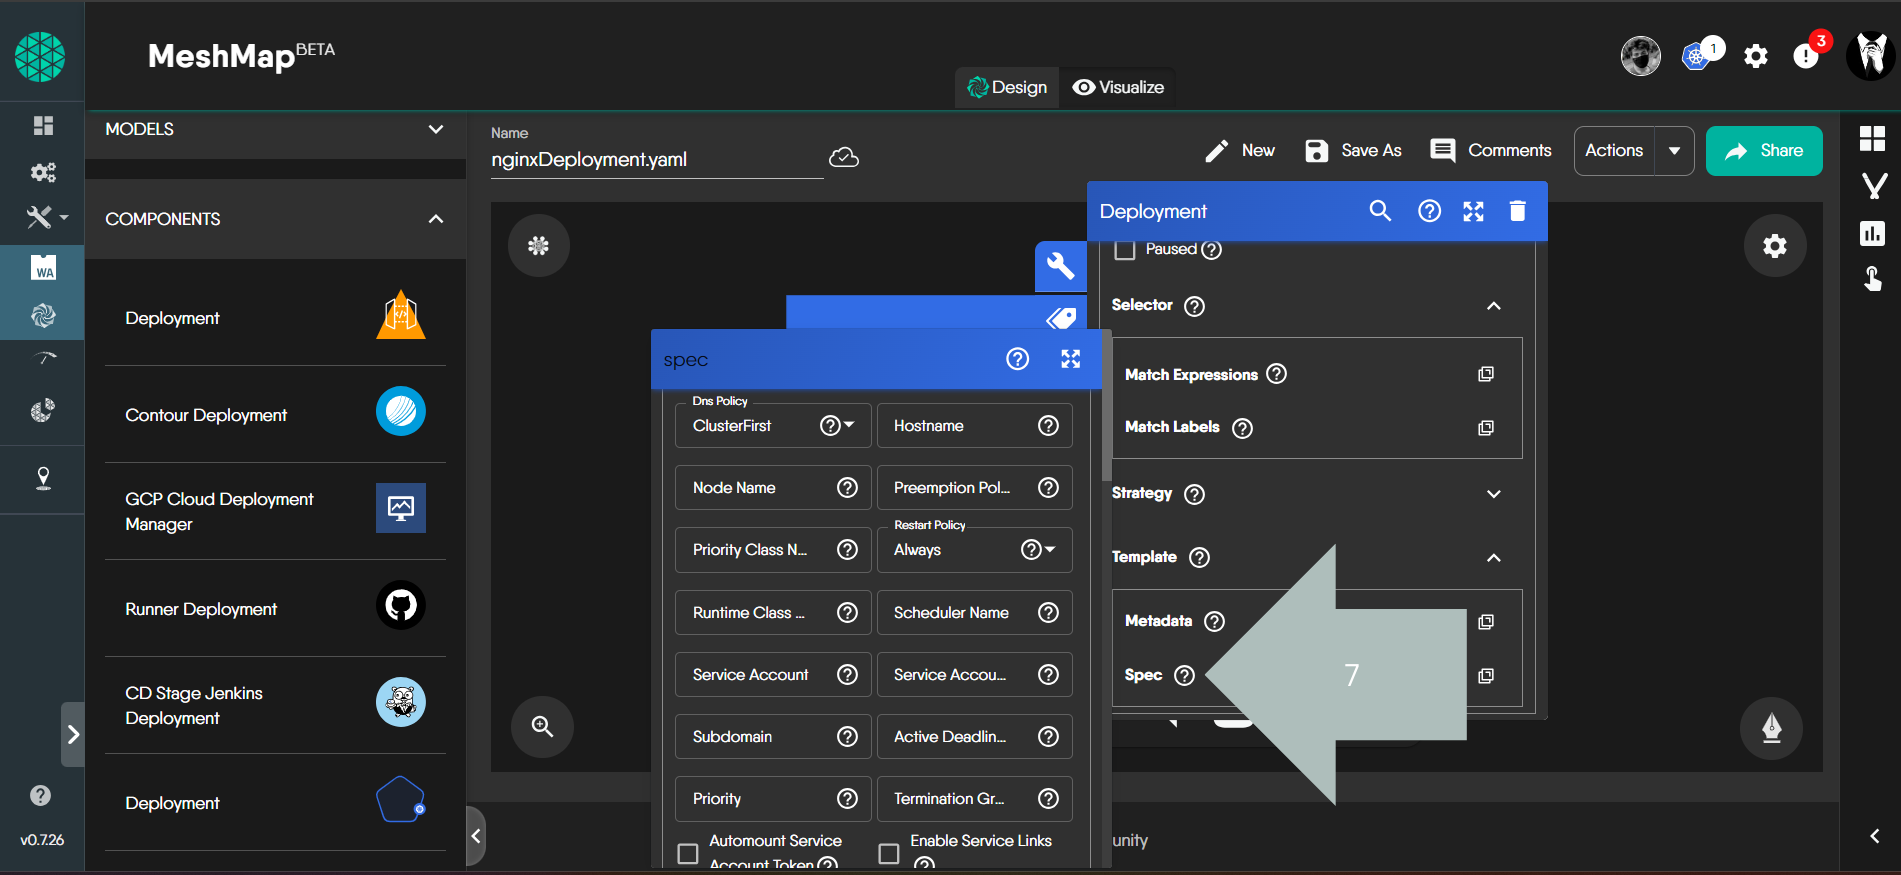 MeshMap BETA
1
3
Design
Visualize
MODELS
COMPONENTS
WA
Deployment
</>
Contour Deployment
GCP Cloud Deployment
Manager
Runner Deployment
CD Stage Jenkins
Deployment
Deployment
v0.7.26
Name
nginxDeployment.yaml
New
Save As
Comments
Actions
Share
Deployment
Paused
Selector
Match Expressions
Match Labels
Strategy
Template
Metadata
Spec
7
spec
Dns Policy
ClusterFirst
Hostname
Node Name
Preemption Pol...
Priority Class N...
Restart Policy
Always
Runtime Class ...
Scheduler Name
Service Account
Service Accou...
Subdomain
Active Deadlin...
Priority
Termination Gr...
Automount Service
Account Token
Enable Service Links
unity